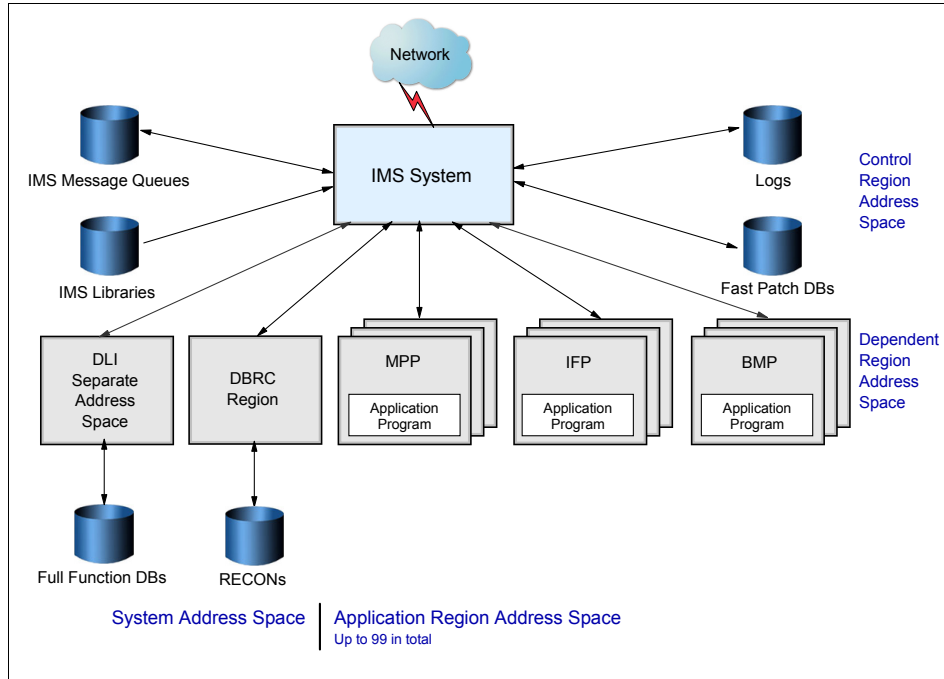 Network
IMS System
IMS Message Queues
Logs
Control
Region
Address
Space
IMS Libraries
Fast Patch DBs
DLI
Separate
Address
Space
DBRC
Region
MPP
Application
Program
IFP
Application
Program
BMP
Application
Program
Dependent
Region
Address
Space
Full Function DBs
RECONs
System Address Space
Application Region Address Space
Up to 99 in total